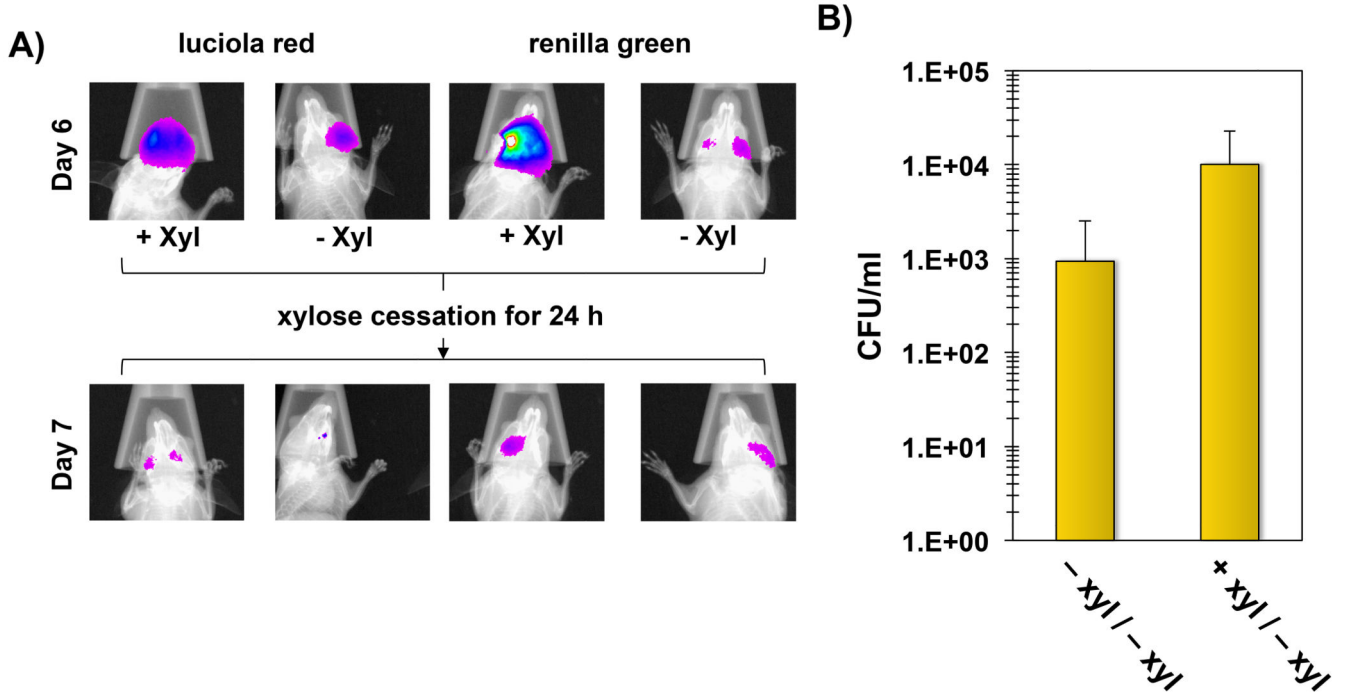 A)
luciola red
renilla green
Day 6
+ Xyl
- Xyl
+ Xyl
- Xyl
xylose cessation for 24 h
Day 7
B)
CFU/ml
1.E+05
1.E+04
1.E+03
1.E+02
1.E+01
1.E+00
– xyl / – xyl
+ xyl / – xyl